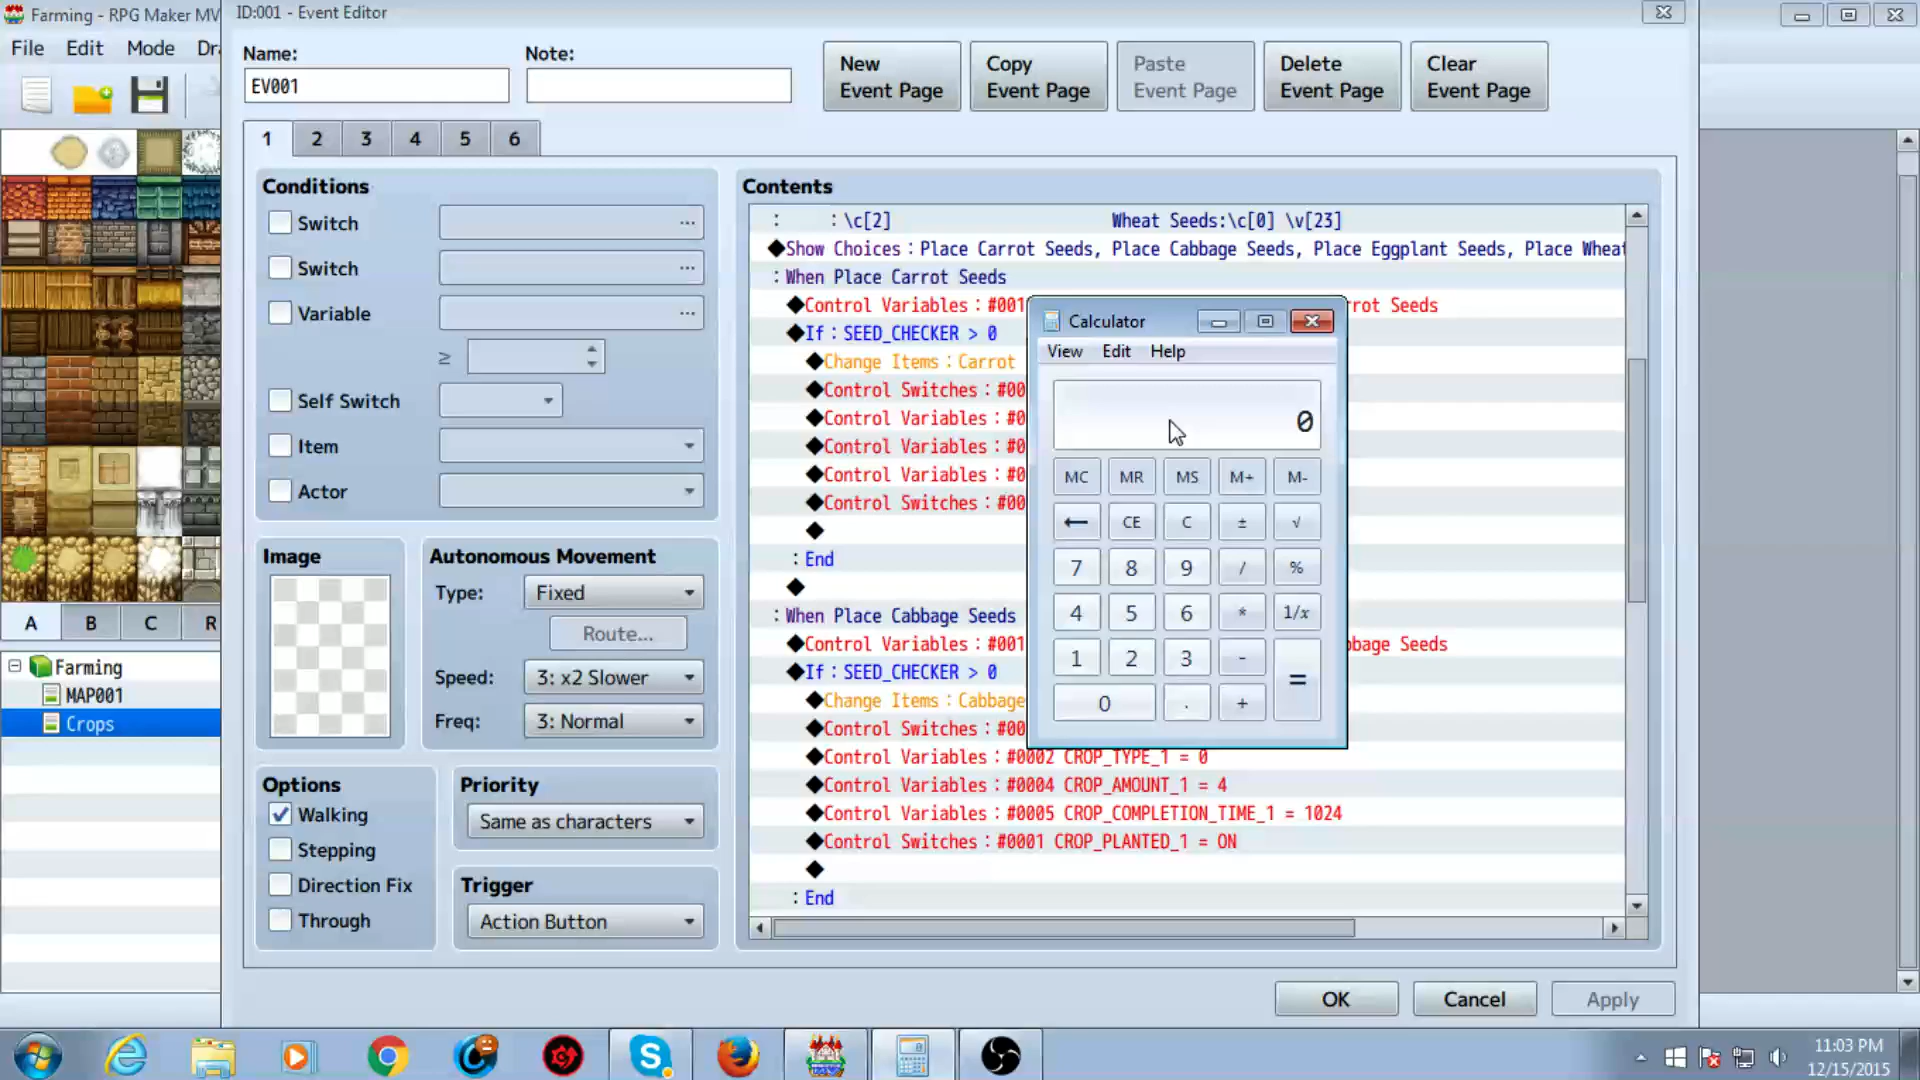 Farming - RPG Maker MV
ID:001 - Event Editor
File Edit Mode
Name:
EV001
Note:
New
Event Page
Copy
Event Page
Paste
Event Page
Delete
Event Page
Clear
Event Page
1 2 3 4 5 6
Conditions
Switch ...
Switch ...
Variable ...
≥
Self Switch
Item
Actor
Image
Autonomous Movement
Type: Fixed
Route...
Speed: 3: x2 Slower
Freq: 3: Normal
Options
Walking
Stepping
Direction Fix
Through
Priority
Same as characters
Trigger
Action Button
Contents
: : \c[2] Wheat Seeds:\c[0] \v[23]
◆Show Choices : Place Carrot Seeds, Place Cabbage Seeds, Place Eggplant Seeds, Place Wheat
: When Place Carrot Seeds
◆Control Variables : #001 rrot Seeds
◆If : SEED_CHECKER > 0
◆Change Items : Carrot
◆Control Switches : #00
◆Control Variables : #0
◆Control Variables : #0
◆Control Variables : #0
◆Control Switches : #00
◆
: End
◆
: When Place Cabbage Seeds
◆Control Variables : #001 bbage Seeds
◆If : SEED_CHECKER > 0
◆Change Items : Cabbage
◆Control Switches : #00
◆Control Variables : #0002 CROP_TYPE_1 = 0
◆Control Variables : #0004 CROP_AMOUNT_1 = 4
◆Control Variables : #0005 CROP_COMPLETION_TIME_1 = 1024
◆Control Switches : #0001 CROP_PLANTED_1 = ON
◆
: End
Calculator
View Edit Help
0
MC MR MS M+ M-
← CE C ± √
7 8 9 / %
4 5 6 * 1/x
1 2 3 - =
0 . +
A B C R
Farming
MAP001
Crops
OK Cancel Apply
11:03 PM
12/15/2015